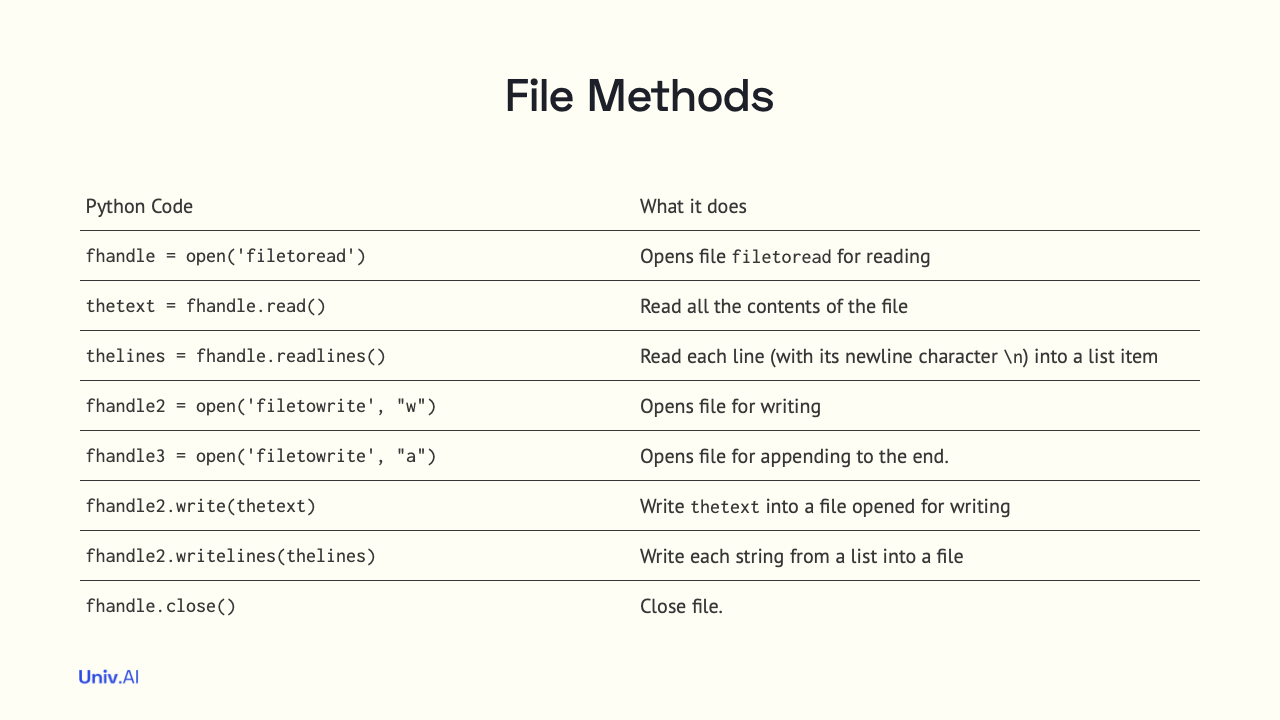 File Methods
Python Code What it does
fhandle = open('filetoread') Opens file filetoread for reading
thetext = fhandle.read() Read all the contents of the file
thelines = fhandle.readlines() Read each line (with its newline character \n) into a list item
fhandle2 = open('filetowrite', "w") Opens file for writing
fhandle3 = open('filetowrite', "a") Opens file for appending to the end.
fhandle2.write(thetext) Write thetext into a file opened for writing
fhandle2.writelines(thelines) Write each string from a list into a file
fhandle.close() Close file.
Univ.AI